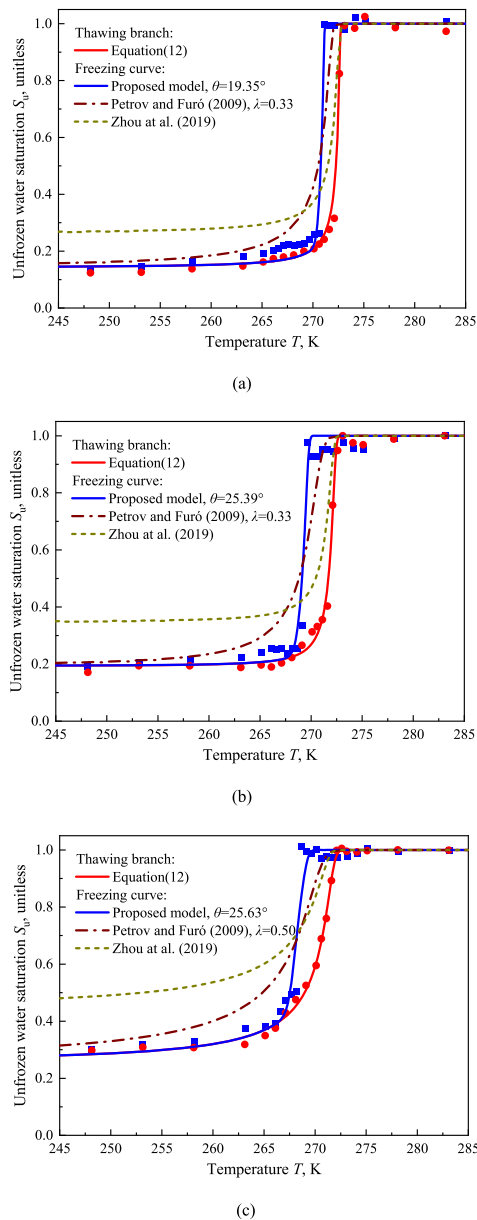 1.0
0.8
0.6
0.4
0.2
0.0
Unfrozen water saturation Su, unitless
Thawing branch:
Equation(12)
Freezing curve:
Proposed model, θ=19.35°
Petrov and Furó (2009), λ=0.33
Zhou at al. (2019)
245 250 255 260 265 270 275 280 285
Temperature T, K
(a)
1.0
0.8
0.6
0.4
0.2
0.0
Unfrozen water saturation Su, unitless
Thawing branch:
Equation(12)
Freezing curve:
Proposed model, θ=25.39°
Petrov and Furó (2009), λ=0.33
Zhou at al. (2019)
245 250 255 260 265 270 275 280 285
Temperature T, K
(b)
1.0
0.8
0.6
0.4
0.2
0.0
Unfrozen water saturation Su, unitless
Thawing branch:
Equation(12)
Freezing curve:
Proposed model, θ=25.63°
Petrov and Furó (2009), λ=0.50
Zhou at al. (2019)
245 250 255 260 265 270 275 280 285
Temperature T, K
(c)